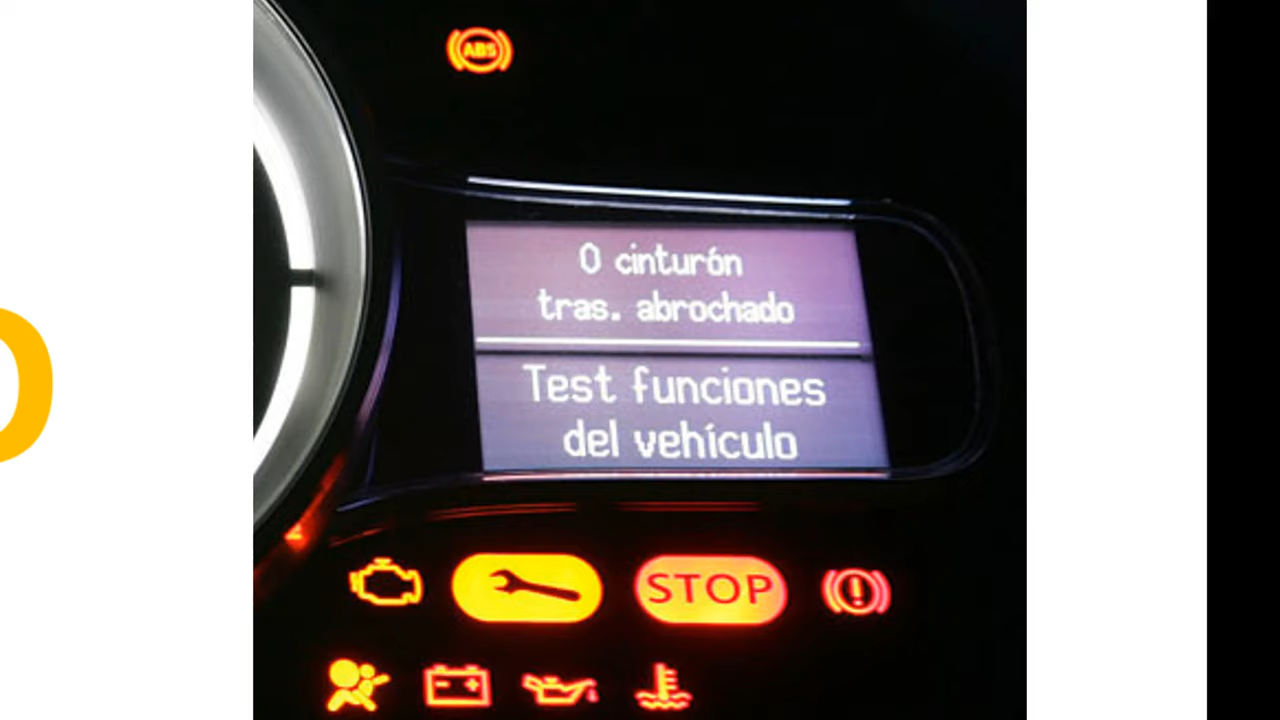 ABS
0 cinturón
tras. abrochado
Test funciones
del vehículo
STOP